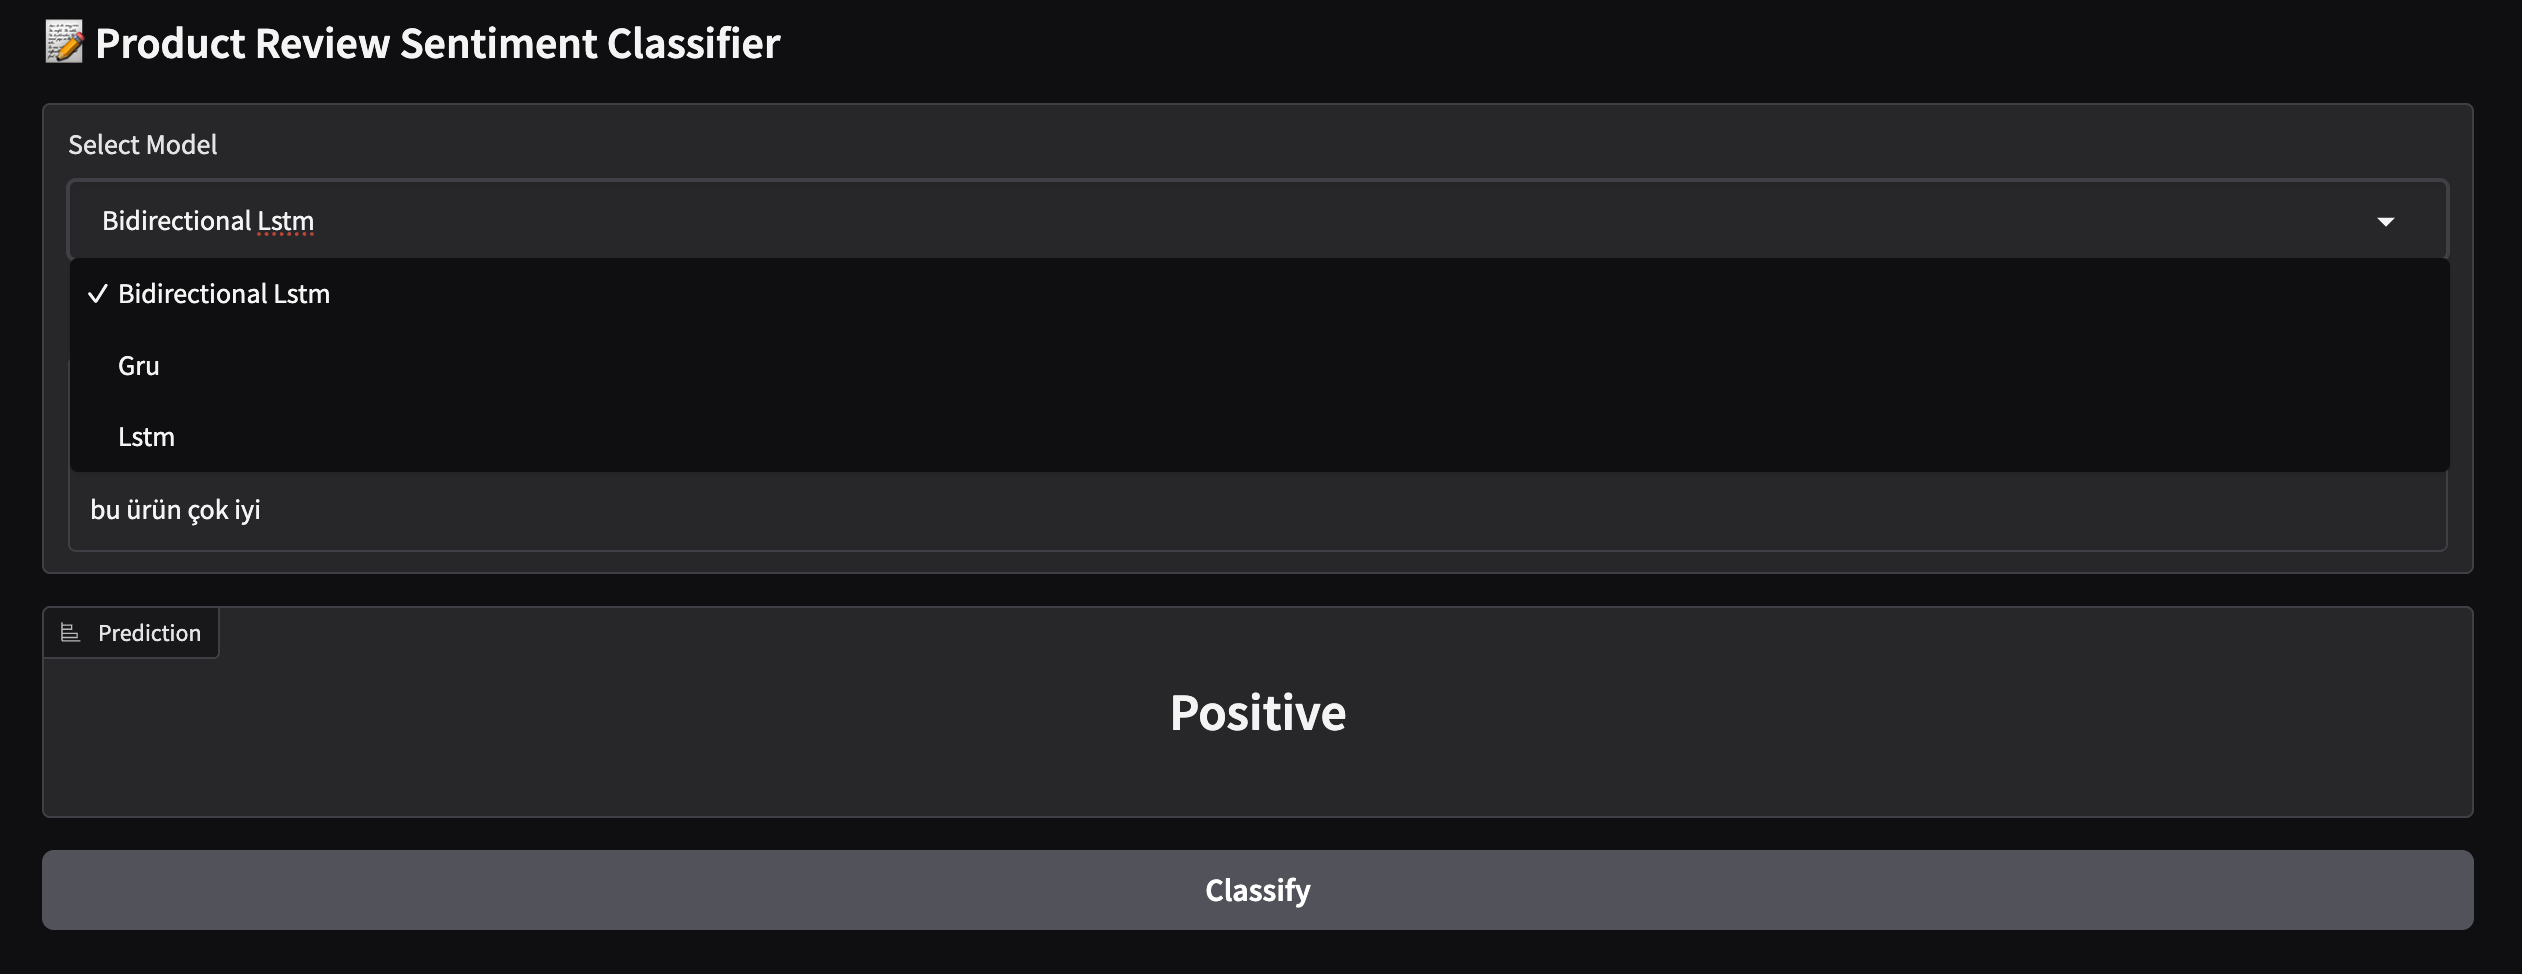 📝 Product Review Sentiment Classifier
Select Model
Bidirectional Lstm
✓ Bidirectional Lstm
Gru
Lstm
bu ürün çok iyi
Prediction
Positive
Classify